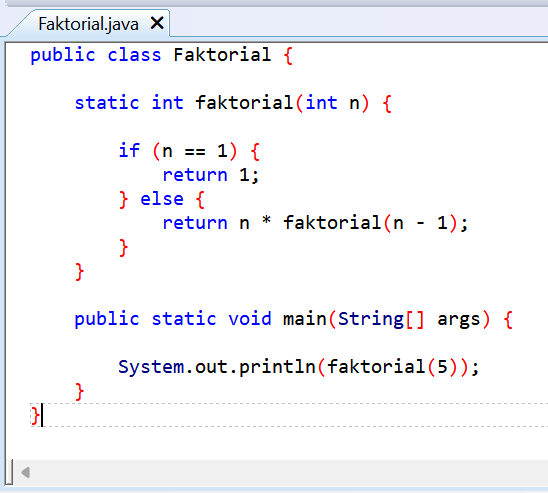 Faktorial.java
public class Faktorial {
static int faktorial(int n) {
if (n == 1) {
return 1;
} else {
return n * faktorial(n - 1);
}
}
public static void main(String[] args) {
System.out.println(faktorial(5));
}
}